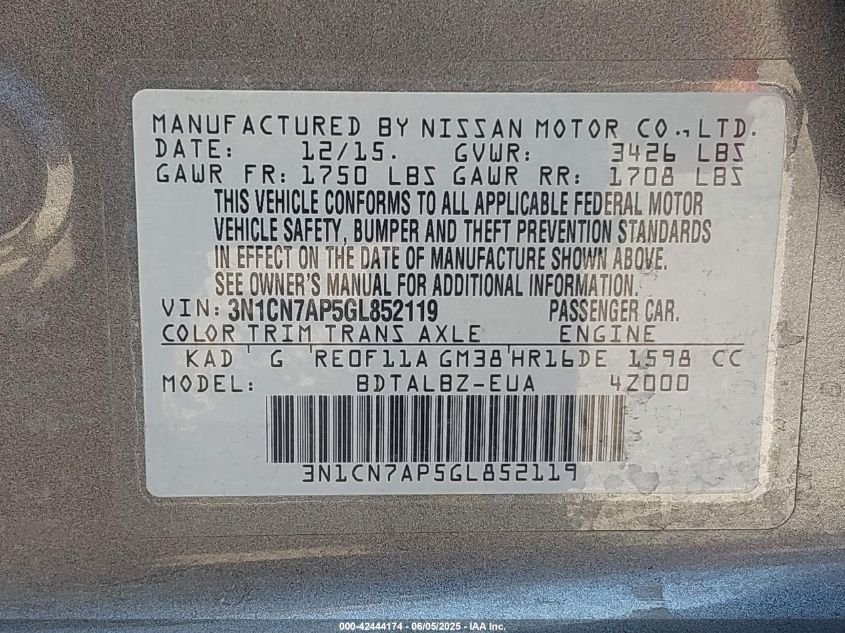 MANUFACTURED BY NISSAN MOTOR CO., LTD.
DATE: 12/15. GVWR: 3426 LBS
GAWR FR: 1750 LBS GAWR RR: 1708 LBS
THIS VEHICLE CONFORMS TO ALL APPLICABLE FEDERAL MOTOR
VEHICLE SAFETY, BUMPER AND THEFT PREVENTION STANDARDS
IN EFFECT ON THE DATE OF MANUFACTURE SHOWN ABOVE.
SEE OWNER'S MANUAL FOR ADDITIONAL INFORMATION.
VIN: 3N1CN7AP5GL852119 PASSENGER CAR.
COLOR TRIM TRANS AXLE ENGINE
KAD ' G ' RE0F11A GM38 ' HR16DE 1598 CC
MODEL: BDTALBZ-EUA 4Z000
3N1CN7AP5GL852119
000-42444174 | 06/05/2025 - IAA Inc.